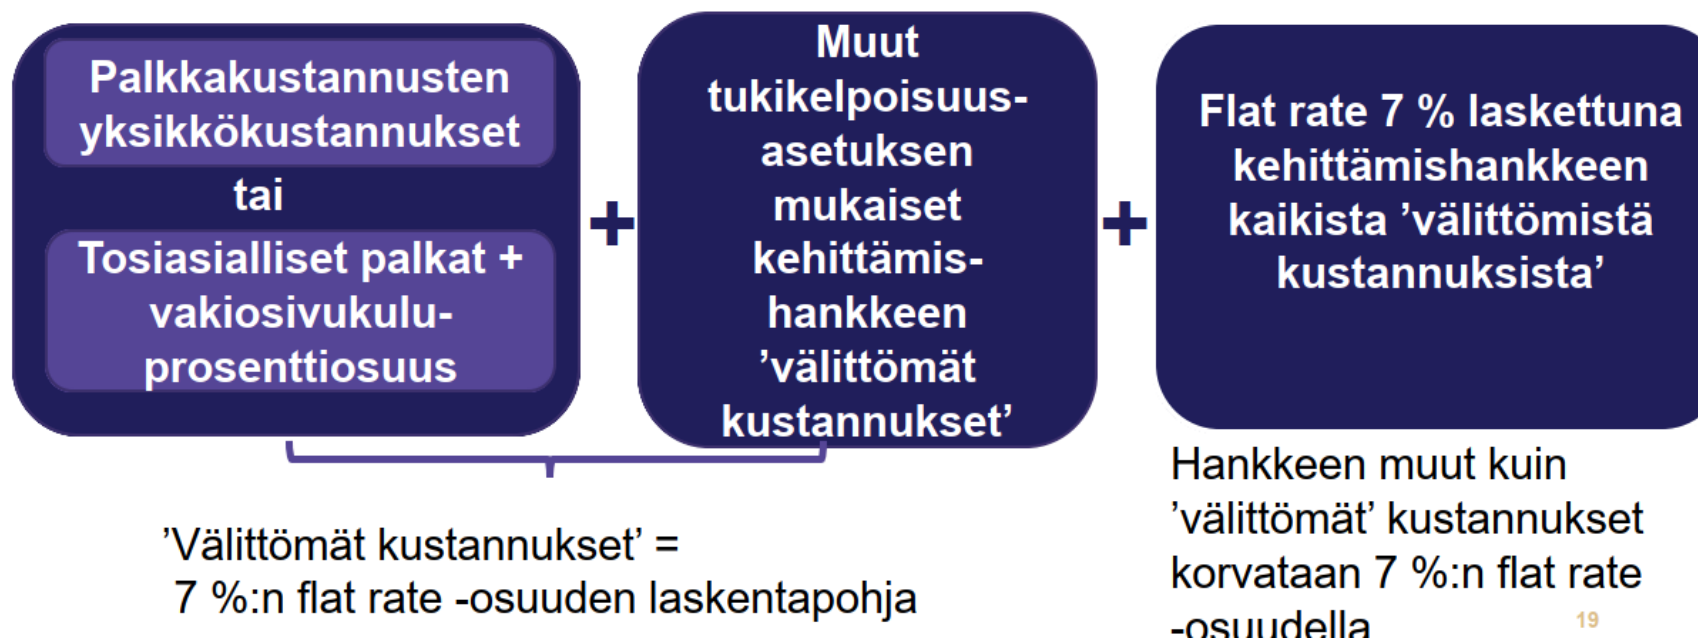 Palkkakustannusten
yksikkökustannukset
tai
Tosiasialliset palkat +
vakiosivukulu-
prosenttiosuus
+
Muut
tukikelpoisuus-
asetuksen
mukaiset
kehittämis-
hankkeen
’välittömät
kustannukset’
+
Flat rate 7 % laskettuna
kehittämishankkeen
kaikista ’välittömistä
kustannuksista’
’Välittömät kustannukset’ =
7 %:n flat rate -osuuden laskentapohja
Hankkeen muut kuin
’välittömät’ kustannukset
korvataan 7 %:n flat rate
-osuudella
19